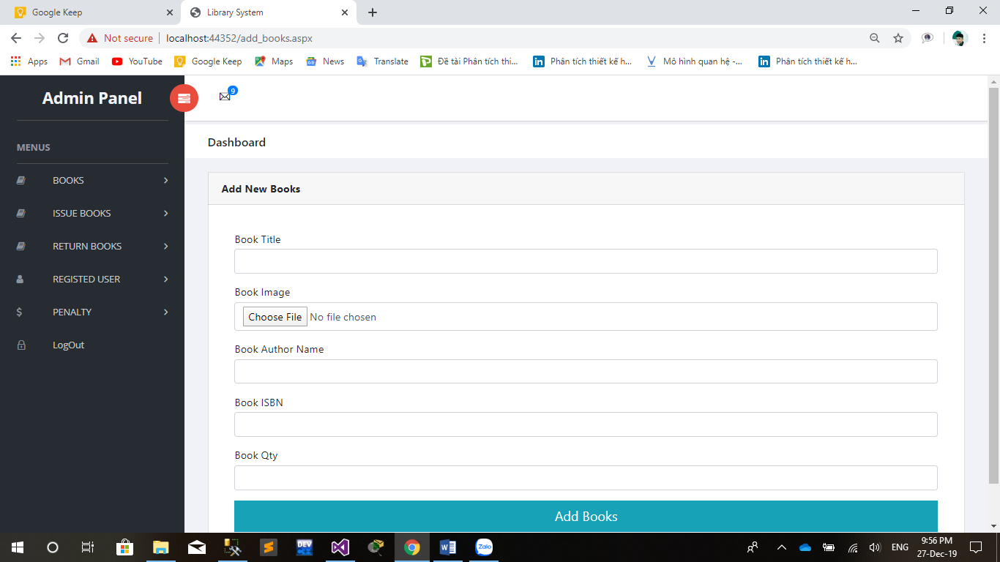 Google Keep
Library System
Not secure
localhost:44352/add_books.aspx
Apps
Gmail
YouTube
Google Keep
Maps
News
Translate
Đề tài Phân tích thi...
Phân tích thiết kế h...
Mô hình quan hệ -...
Phân tích thiết kế h...
Admin Panel
9
MENUS
BOOKS
ISSUE BOOKS
RETURN BOOKS
REGISTED USER
PENALTY
LogOut
Dashboard
Add New Books
Book Title
Book Image
Choose File No file chosen
Book Author Name
Book ISBN
Book Qty
Add Books
DEV
Zalo
ENG
9:56 PM
27-Dec-19